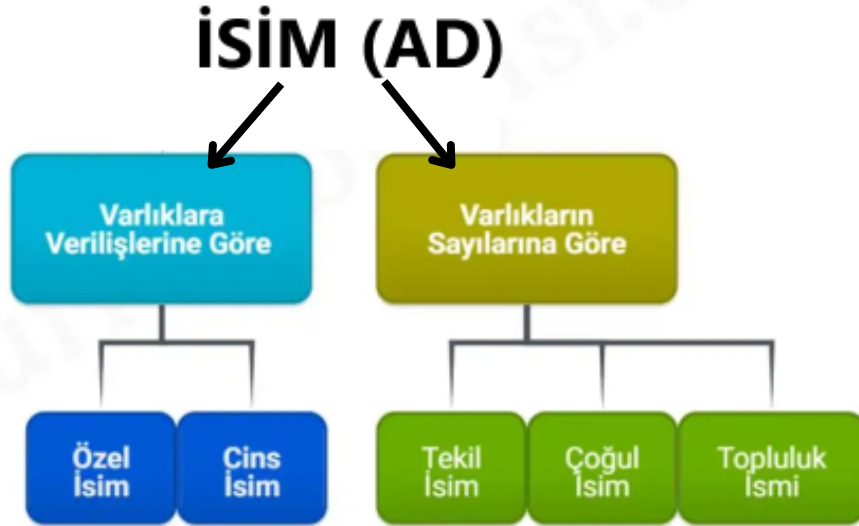 İSİM (AD)
Varlıklara
Verilişlerine Göre
Varlıkların
Sayılarına Göre
Özel
İsim
Cins
İsim
Tekil
İsim
Çoğul
İsim
Topluluk
İsmi